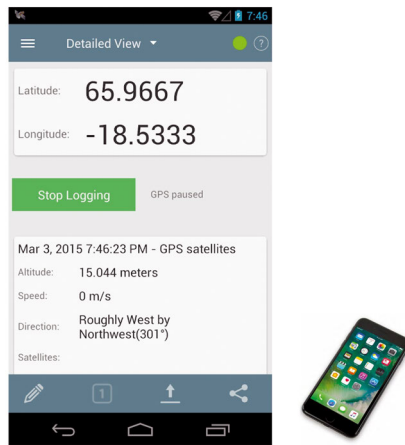 7:46
Detailed View
?
Latitude: 65.9667
Longitude: -18.5333
Stop Logging GPS paused
Mar 3, 2015 7:46:23 PM - GPS satellites
Altitude: 15.044 meters
Speed: 0 m/s
Direction: Roughly West by
Northwest(301°)
Satellites:
1